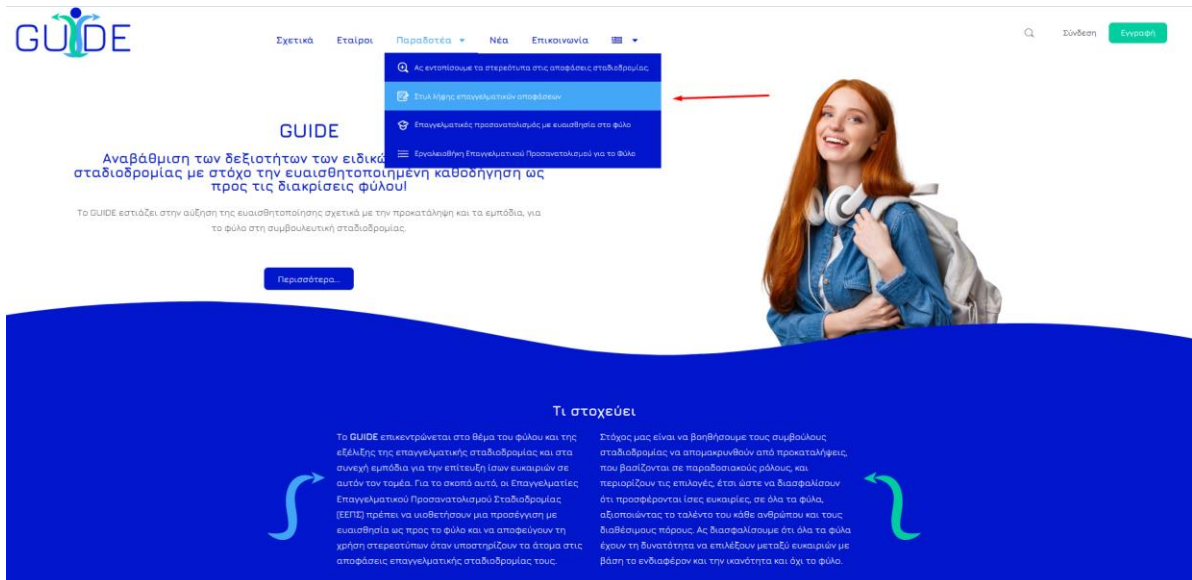 GUIDE
Σχετικά Εταίροι Παραδοτέα Νέα Επικοινωνία
Σύνδεση Εγγραφή
Ας εντοπίσουμε τα στερεότυπα στις αποφάσεις σταδιοδρομίας.
Στυλ λήψης επαγγελματικών αποφάσεων
Επαγγελματικός προσανατολισμός με ευαισθησία στο φύλο
Εργαλειοθήκη Επαγγελματικού Προσανατολισμού για το Φύλο
GUIDE
Αναβάθμιση των δεξιοτήτων των ειδικώ
σταδιοδρομίας με στόχο την ευαισθητοποιημένη καθοδήγηση ως
προς τις διακρίσεις φύλου!
Το GUIDE εστιάζει στην αύξηση της ευαισθητοποίησης σχετικά με την προκατάληψη και τα εμπόδια, για
το φύλο στη συμβουλευτική σταδιοδρομίας.
Περισσότερα...
Τι στοχεύει
Το GUIDE επικεντρώνεται στο θέμα του φύλου και της
εξέλιξης της επαγγελματικής σταδιοδρομίας και στα
συνεχή εμπόδια για την επίτευξη ίσων ευκαιριών σε
αυτόν τον τομέα. Για το σκοπό αυτό, οι Επαγγελματίες
Επαγγελματικού Προσανατολισμού Σταδιοδρομίας
(ΕΕΠΣ) πρέπει να υιοθετήσουν μια προσέγγιση με
ευαισθησία ως προς το φύλο και να αποφεύγουν τη
χρήση στερεοτύπων όταν υποστηρίζουν τα άτομα στις
αποφάσεις επαγγελματικής σταδιοδρομίας τους.
Στόχος μας είναι να βοηθήσουμε τους συμβούλους
σταδιοδρομίας να απομακρυνθούν από προκαταλήψεις,
που βασίζονται σε παραδοσιακούς ρόλους, και
περιορίζουν τις επιλογές, έτσι ώστε να διασφαλίσουν
ότι προσφέρονται ίσες ευκαιρίες, σε όλα τα φύλα,
αξιοποιώντας το ταλέντο του κάθε ανθρώπου και τους
διαθέσιμους πόρους. Ας διασφαλίσουμε ότι όλα τα φύλα
έχουν τη δυνατότητα να επιλέξουν μεταξύ ευκαιριών με
βάση το ενδιαφέρον και την ικανότητα και όχι το φύλο.